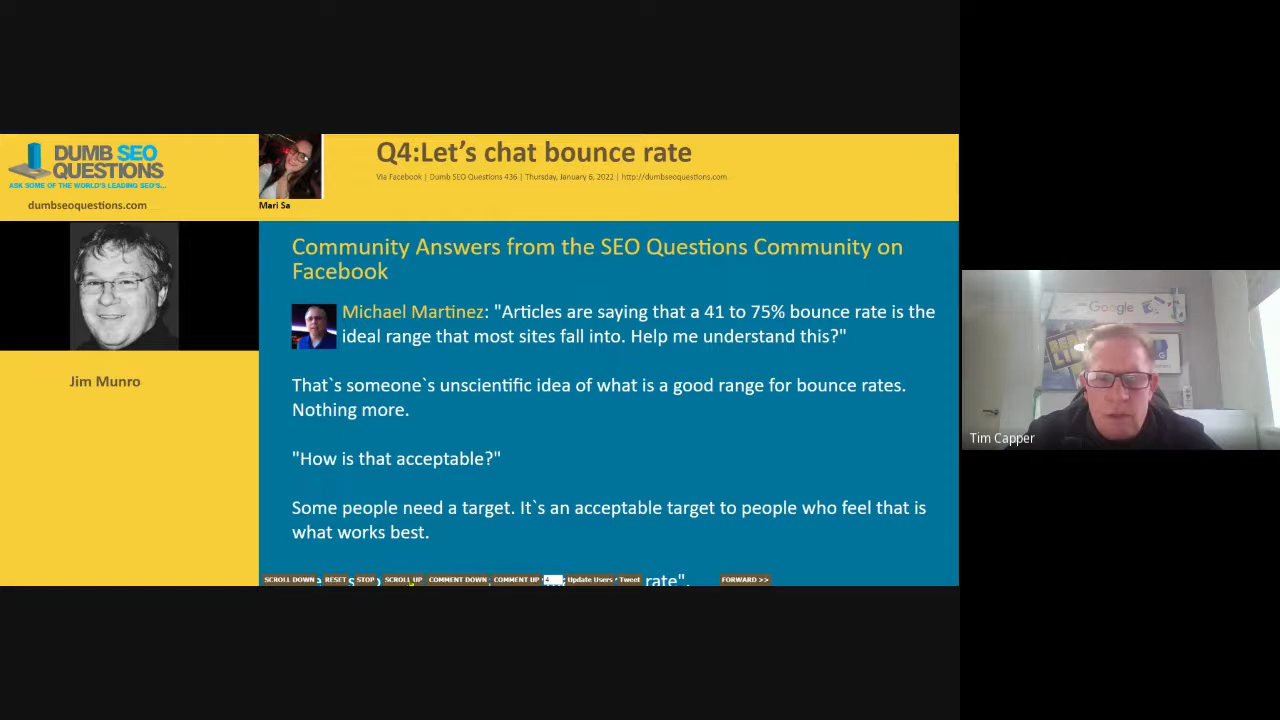 DUMB SEO
QUESTIONS
ASK SOME OF THE WORLD'S LEADING SEO'S...
dumbseoquestions.com
Mari Sa
Q4:Let's chat bounce rate
Via Facebook | Dumb SEO Questions 436 | Thursday, January 6, 2022 | http://dumbseoquestions.com
Jim Munro
Community Answers from the SEO Questions Community on
Facebook
Michael Martinez: "Articles are saying that a 41 to 75% bounce rate is the
ideal range that most sites fall into. Help me understand this?"
That`s someone`s unscientific idea of what is a good range for bounce rates.
Nothing more.
"How is that acceptable?"
Some people need a target. It`s an acceptable target to people who feel that is
what works best.
rate".
SCROLL DOWN RESET STOP SCROLL UP COMMENT DOWN COMMENT UP 4 Update Users Tweet FORWARD >>
Google
Tim Capper